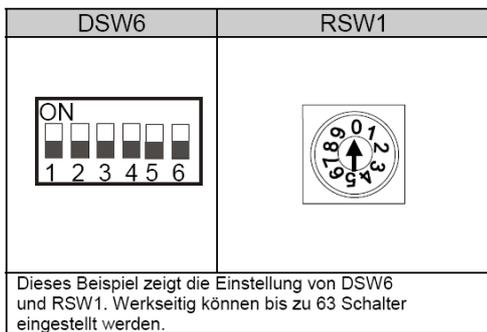 DSW6 RSW1
ON
1 2 3 4 5 6
0 1 2 3 4 5 6 7 8 9
Dieses Beispiel zeigt die Einstellung von DSW6
und RSW1. Werkseitig können bis zu 63 Schalter
eingestellt werden.